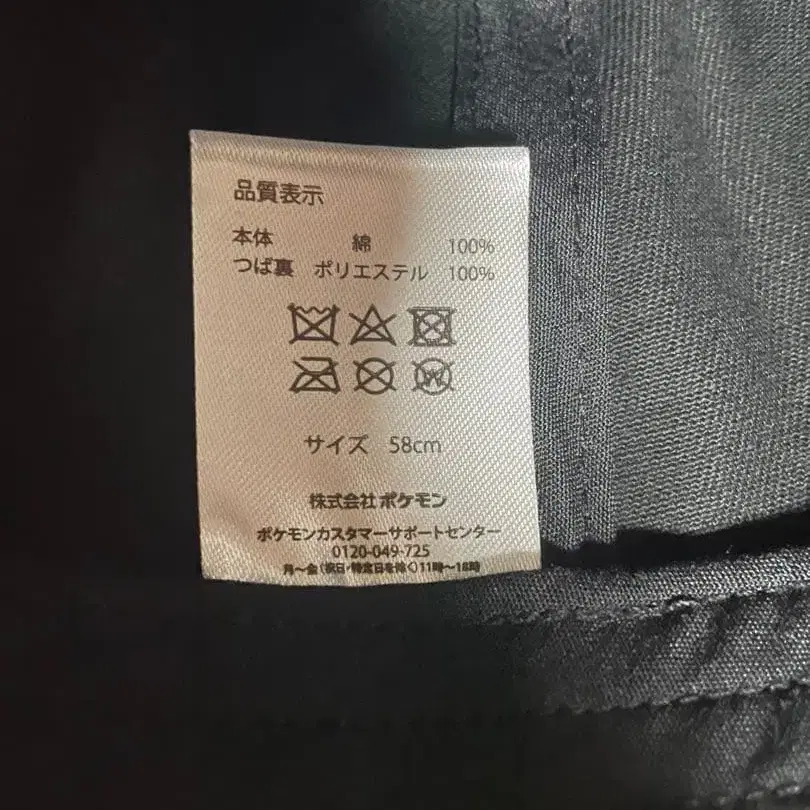 品質表示
本体 綿 100%
つば裏 ポリエステル 100%
サイズ 58cm
株式会社ポケモン
ポケモンカスタマーサポートセンター
0120-049-725
月〜金(祝日・特定日を除く)11時〜18時